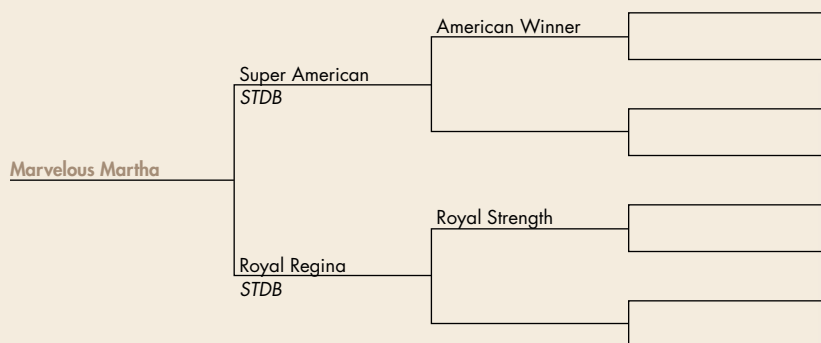 American Winner
Super American
STDB
Marvelous Martha
Royal Strength
Royal Regina
STDB